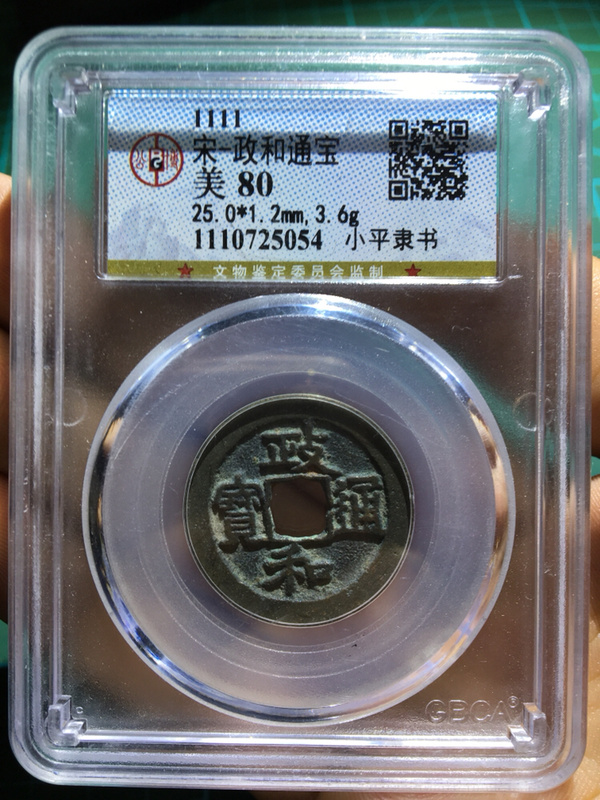 1111
宋-政和通宝
美 80
25.0*1.2mm, 3.6g
1110725054 小平隶书
★ 文物鉴定委员会监制 ★
政
寶 通
和
GBCA®